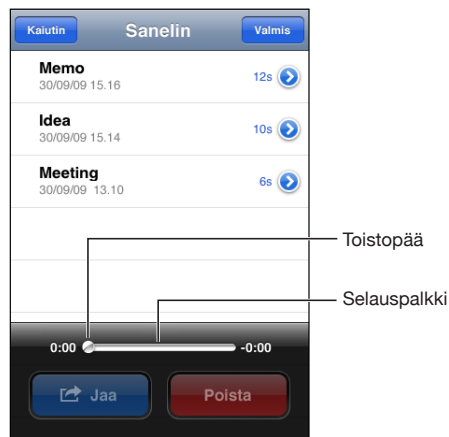 Kaiutin Sanelin Valmis
Memo
30/09/09 15.16 12s
Idea
30/09/09 15.14 10s
Meeting
30/09/09 13.10 6s
Toistopää
Selauspalkki
0:00 -0:00
Jaa Poista